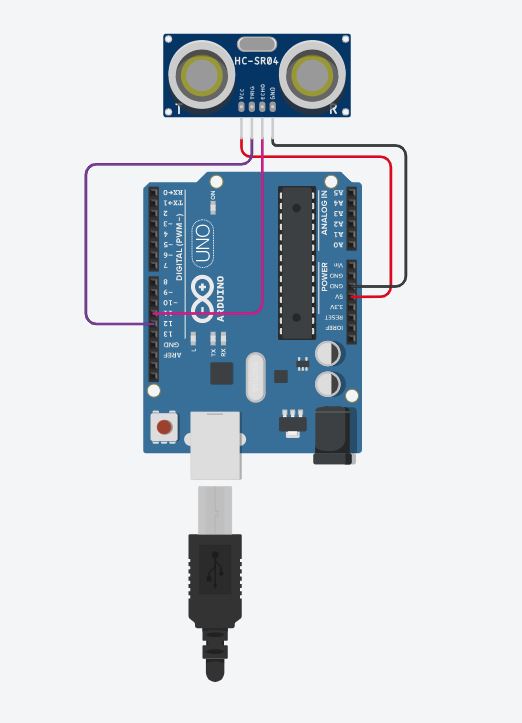 HC-SR04
Vcc
TRIG
ECHO
GND
T
R
RX←0
TX→1
2
~3
4
~5
~6
7
8
~9
~10
~11
12
13
GND
AREF
DIGITAL (PWM~)
ON
UNO
ARDUINO
L
TX
RX
ANALOG IN
A5
A4
A3
A2
A1
A0
POWER
Vin
GND
GND
5V
3.3V
RESET
IOREF